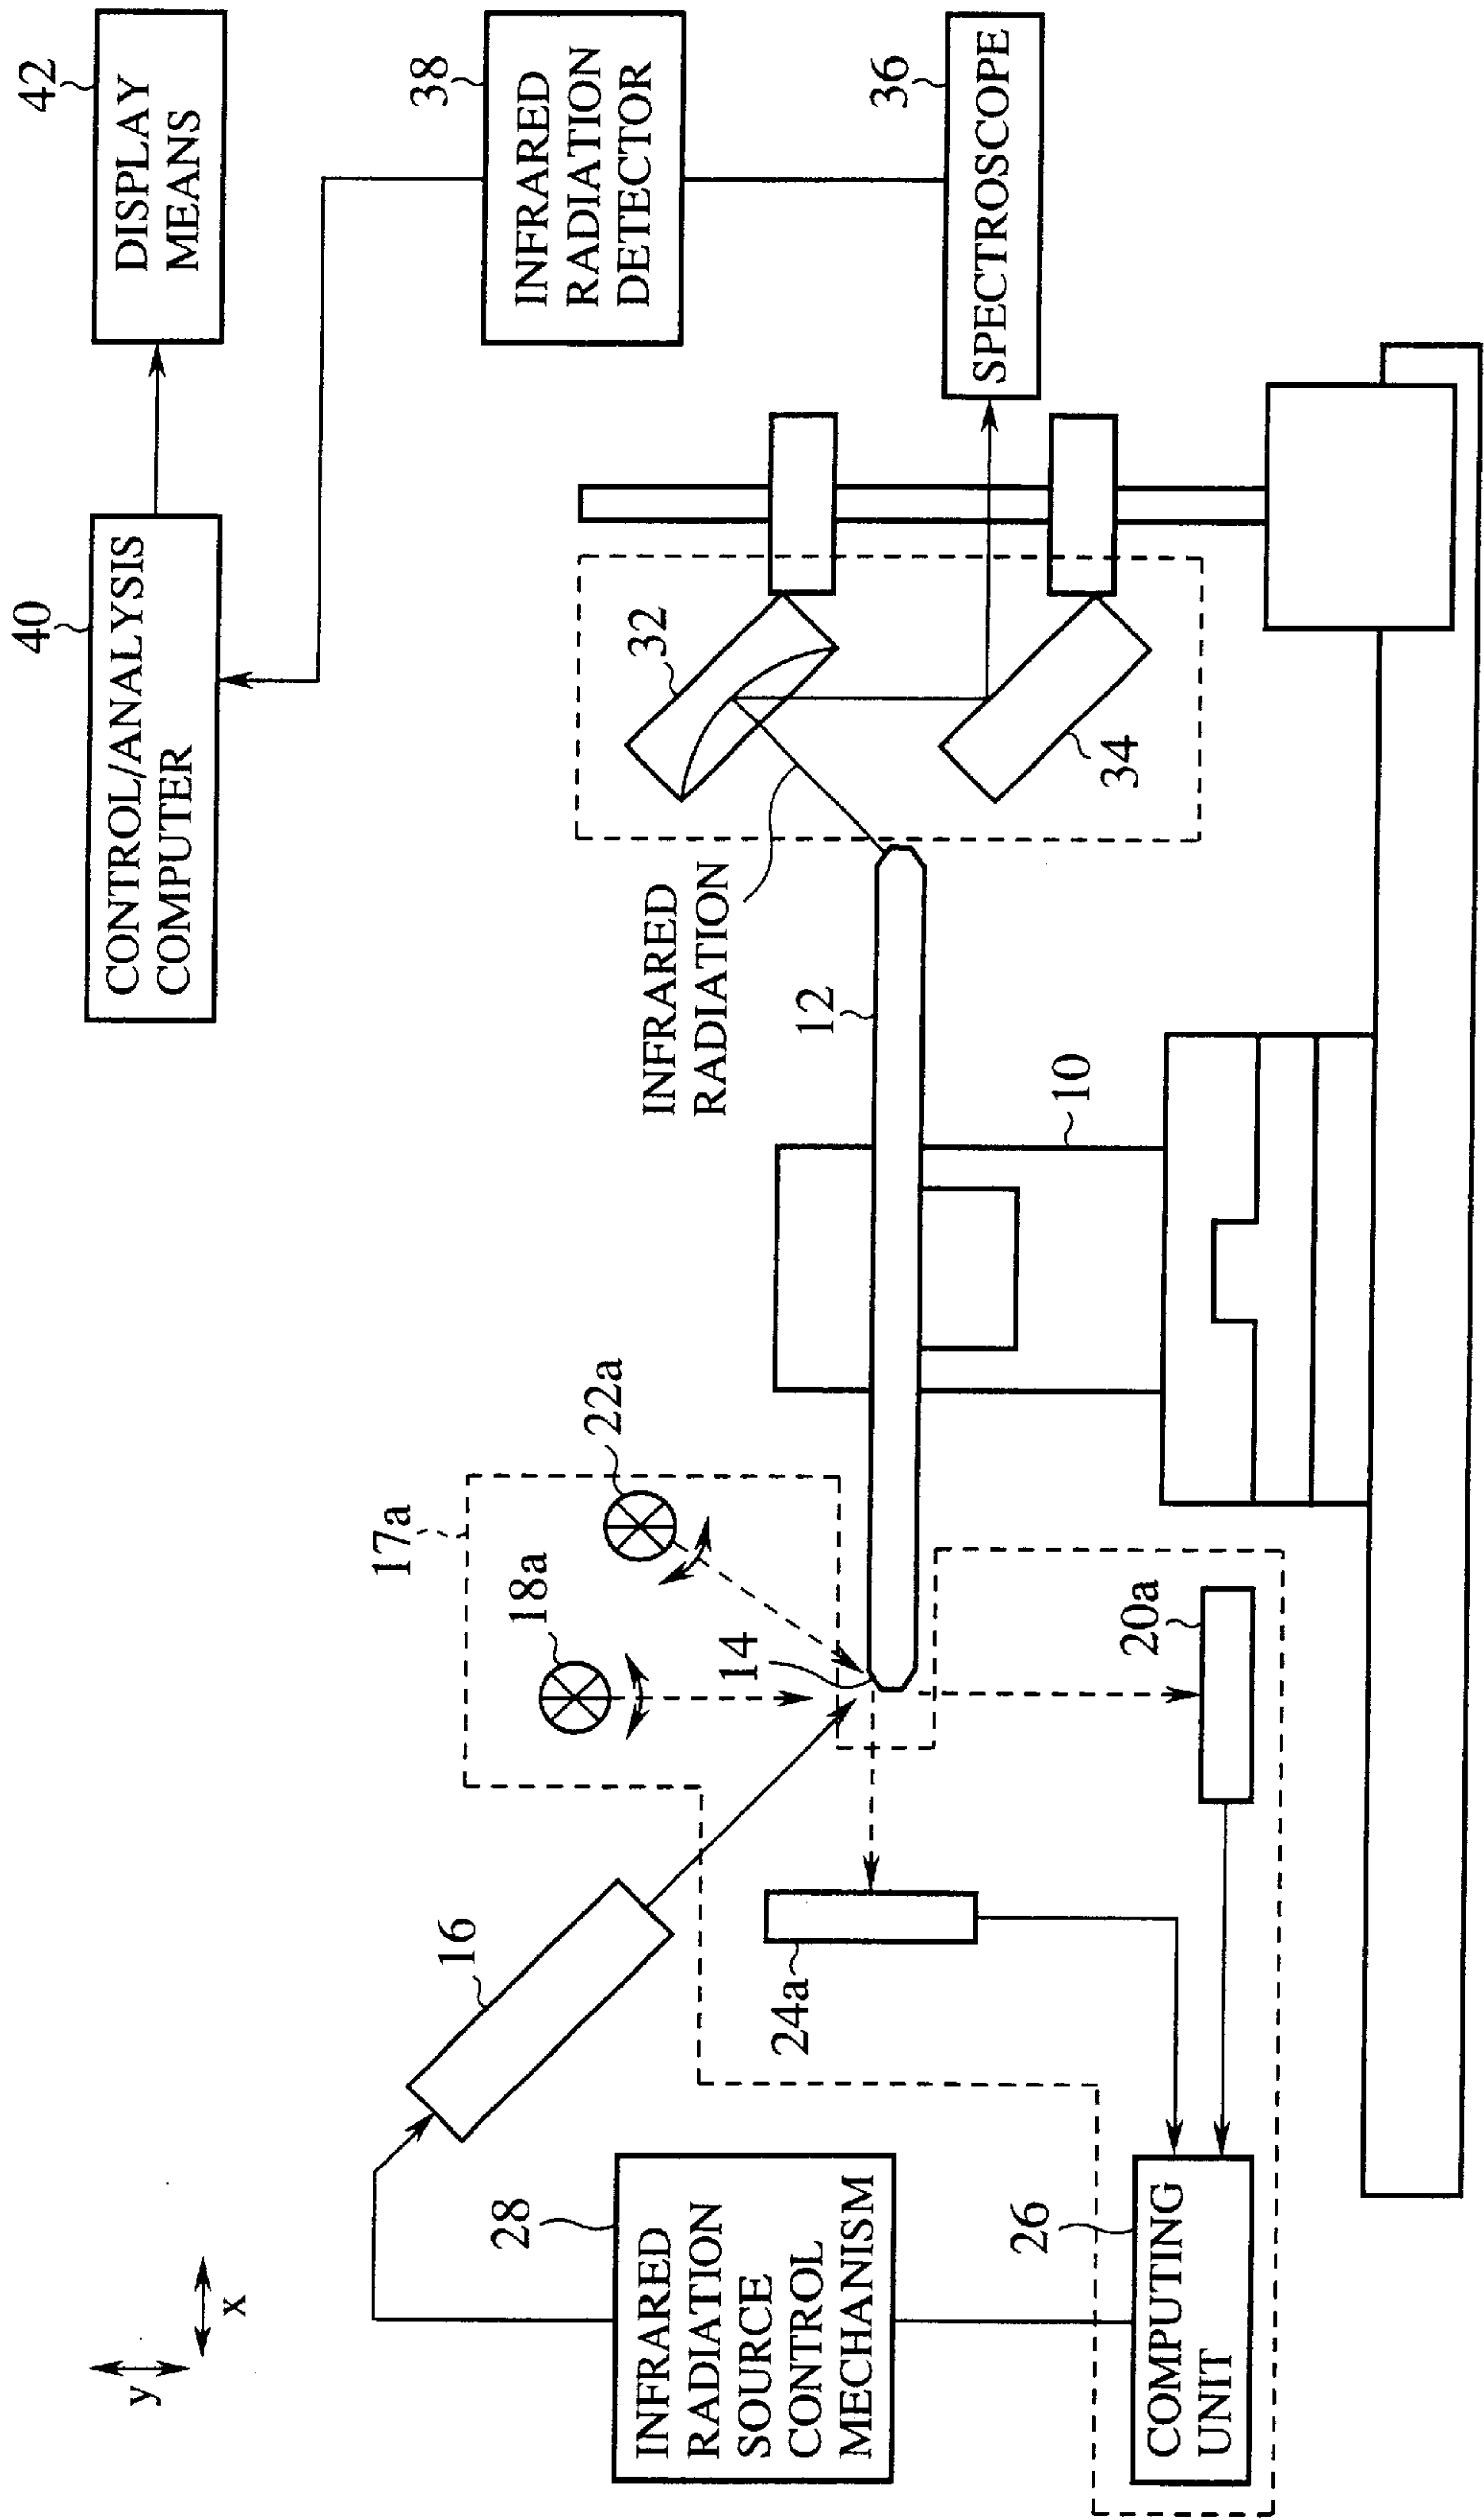 y
x
28
INFRARED
RADIATION
SOURCE
CONTROL
MECHANISM
26
COMPUTING
UNIT
16
24a
17a
18a
22a
14
20a
10
12
INFRARED
RADIATION
32
34
40
CONTROL/ANALYSIS
COMPUTER
42
DISPLAY
MEANS
38
INFRARED
RADIATION
DETECTOR
36
SPECTROSCOPE